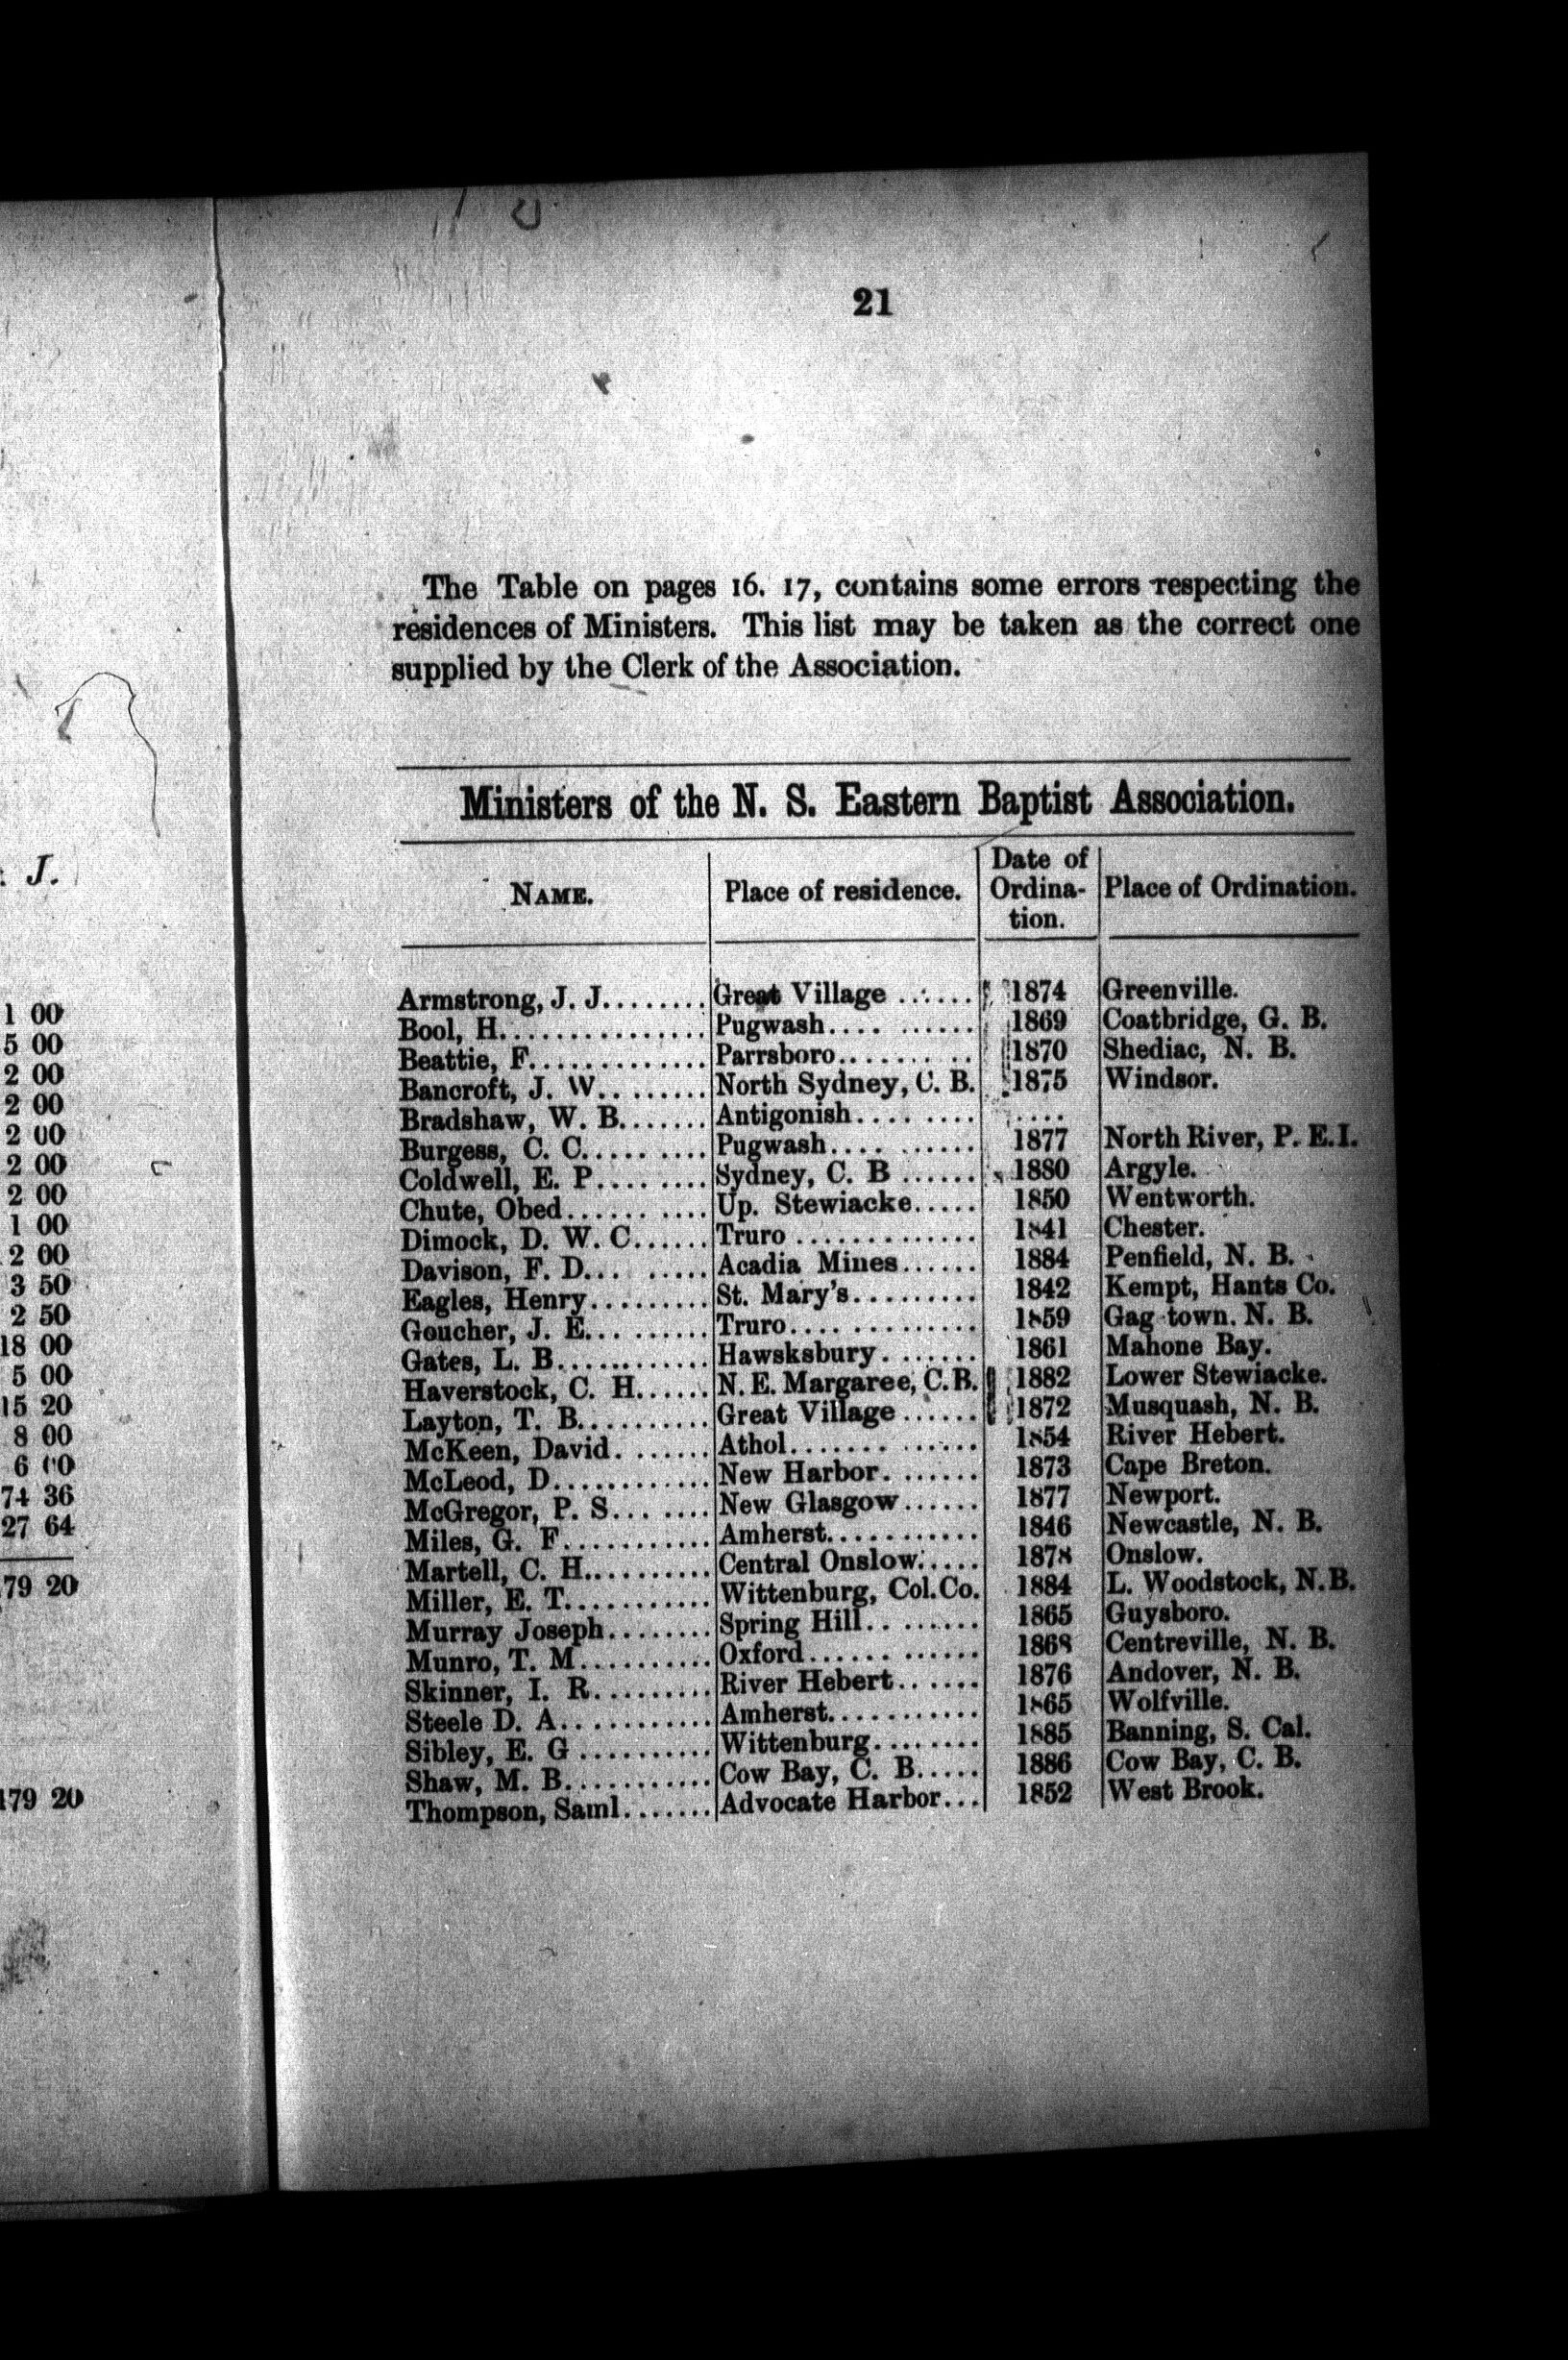 21
The Table on pages 16. 17, contains some errors respecting the
residences of Ministers. This list may be taken as the correct one
supplied by the Clerk of the Association.
Ministers of the N. S. Eastern Baptist Association.
NAME. Place of residence. Date of Ordina-tion. Place of Ordination.
Armstrong, J. J........ Great Village ...... 1874 Greenville.
Bool, H............... Pugwash.... ...... 1869 Coatbridge, G. B.
Beattie, F............. Parrsboro......... 1870 Shediac, N. B.
Bancroft, J. W........ North Sydney, C. B. 1875 Windsor.
Bradshaw, W. B....... Antigonish......... ....
Burgess, C. C..... .... Pugwash.... ...... 1877 North River, P. E.I.
Coldwell, E. P........ Sydney, C. B ...... 1880 Argyle.
Chute, Obed...... .... Up. Stewiacke..... 1850 Wentworth.
Dimock, D. W. C...... Truro ............. 1841 Chester.
Davison, F. D... ..... Acadia Mines...... 1884 Penfield, N. B.
Eagles, Henry......... St. Mary's......... 1842 Kempt, Hants Co.
Goucher, J. E......... Truro.... ......... 1859 Gag town. N. B.
Gates, L. B............ Hawsksbury....... 1861 Mahone Bay.
Haverstock, C. H...... N. E. Margaree, C.B. 1882 Lower Stewiacke.
Layton, T. B.......... Great Village ...... 1872 Musquash, N. B.
McKeen, David....... Athol....... ...... 1854 River Hebert.
McLeod, D............ New Harbor....... 1873 Cape Breton.
McGregor, P. S... .... New Glasgow...... 1877 Newport.
Miles, G. F........... Amherst........... 1846 Newcastle, N. B.
Martell, C. H.......... Central Onslow..... 1878 Onslow.
Miller, E. T........... Wittenburg, Col.Co. 1884 L. Woodstock, N.B.
Murray Joseph........ Spring Hill........ 1865 Guysboro.
Munro, T. M.......... Oxford...... ...... 1868 Centreville, N. B.
Skinner, I. R......... River Hebert...... 1876 Andover, N. B.
Steele D. A............ Amherst........... 1865 Wolfville.
Sibley, E. G .......... Wittenburg........ 1885 Banning, S. Cal.
Shaw, M. B........... Cow Bay, C. B..... 1886 Cow Bay, C. B.
Thompson, Saml....... Advocate Harbor... 1852 West Brook.
J.
1 00
5 00
2 00
2 00
2 00
2 00
2 00
1 00
2 00
3 50
2 50
18 00
5 00
15 20
8 00
6 00
74 36
27 64
79 20
179 20